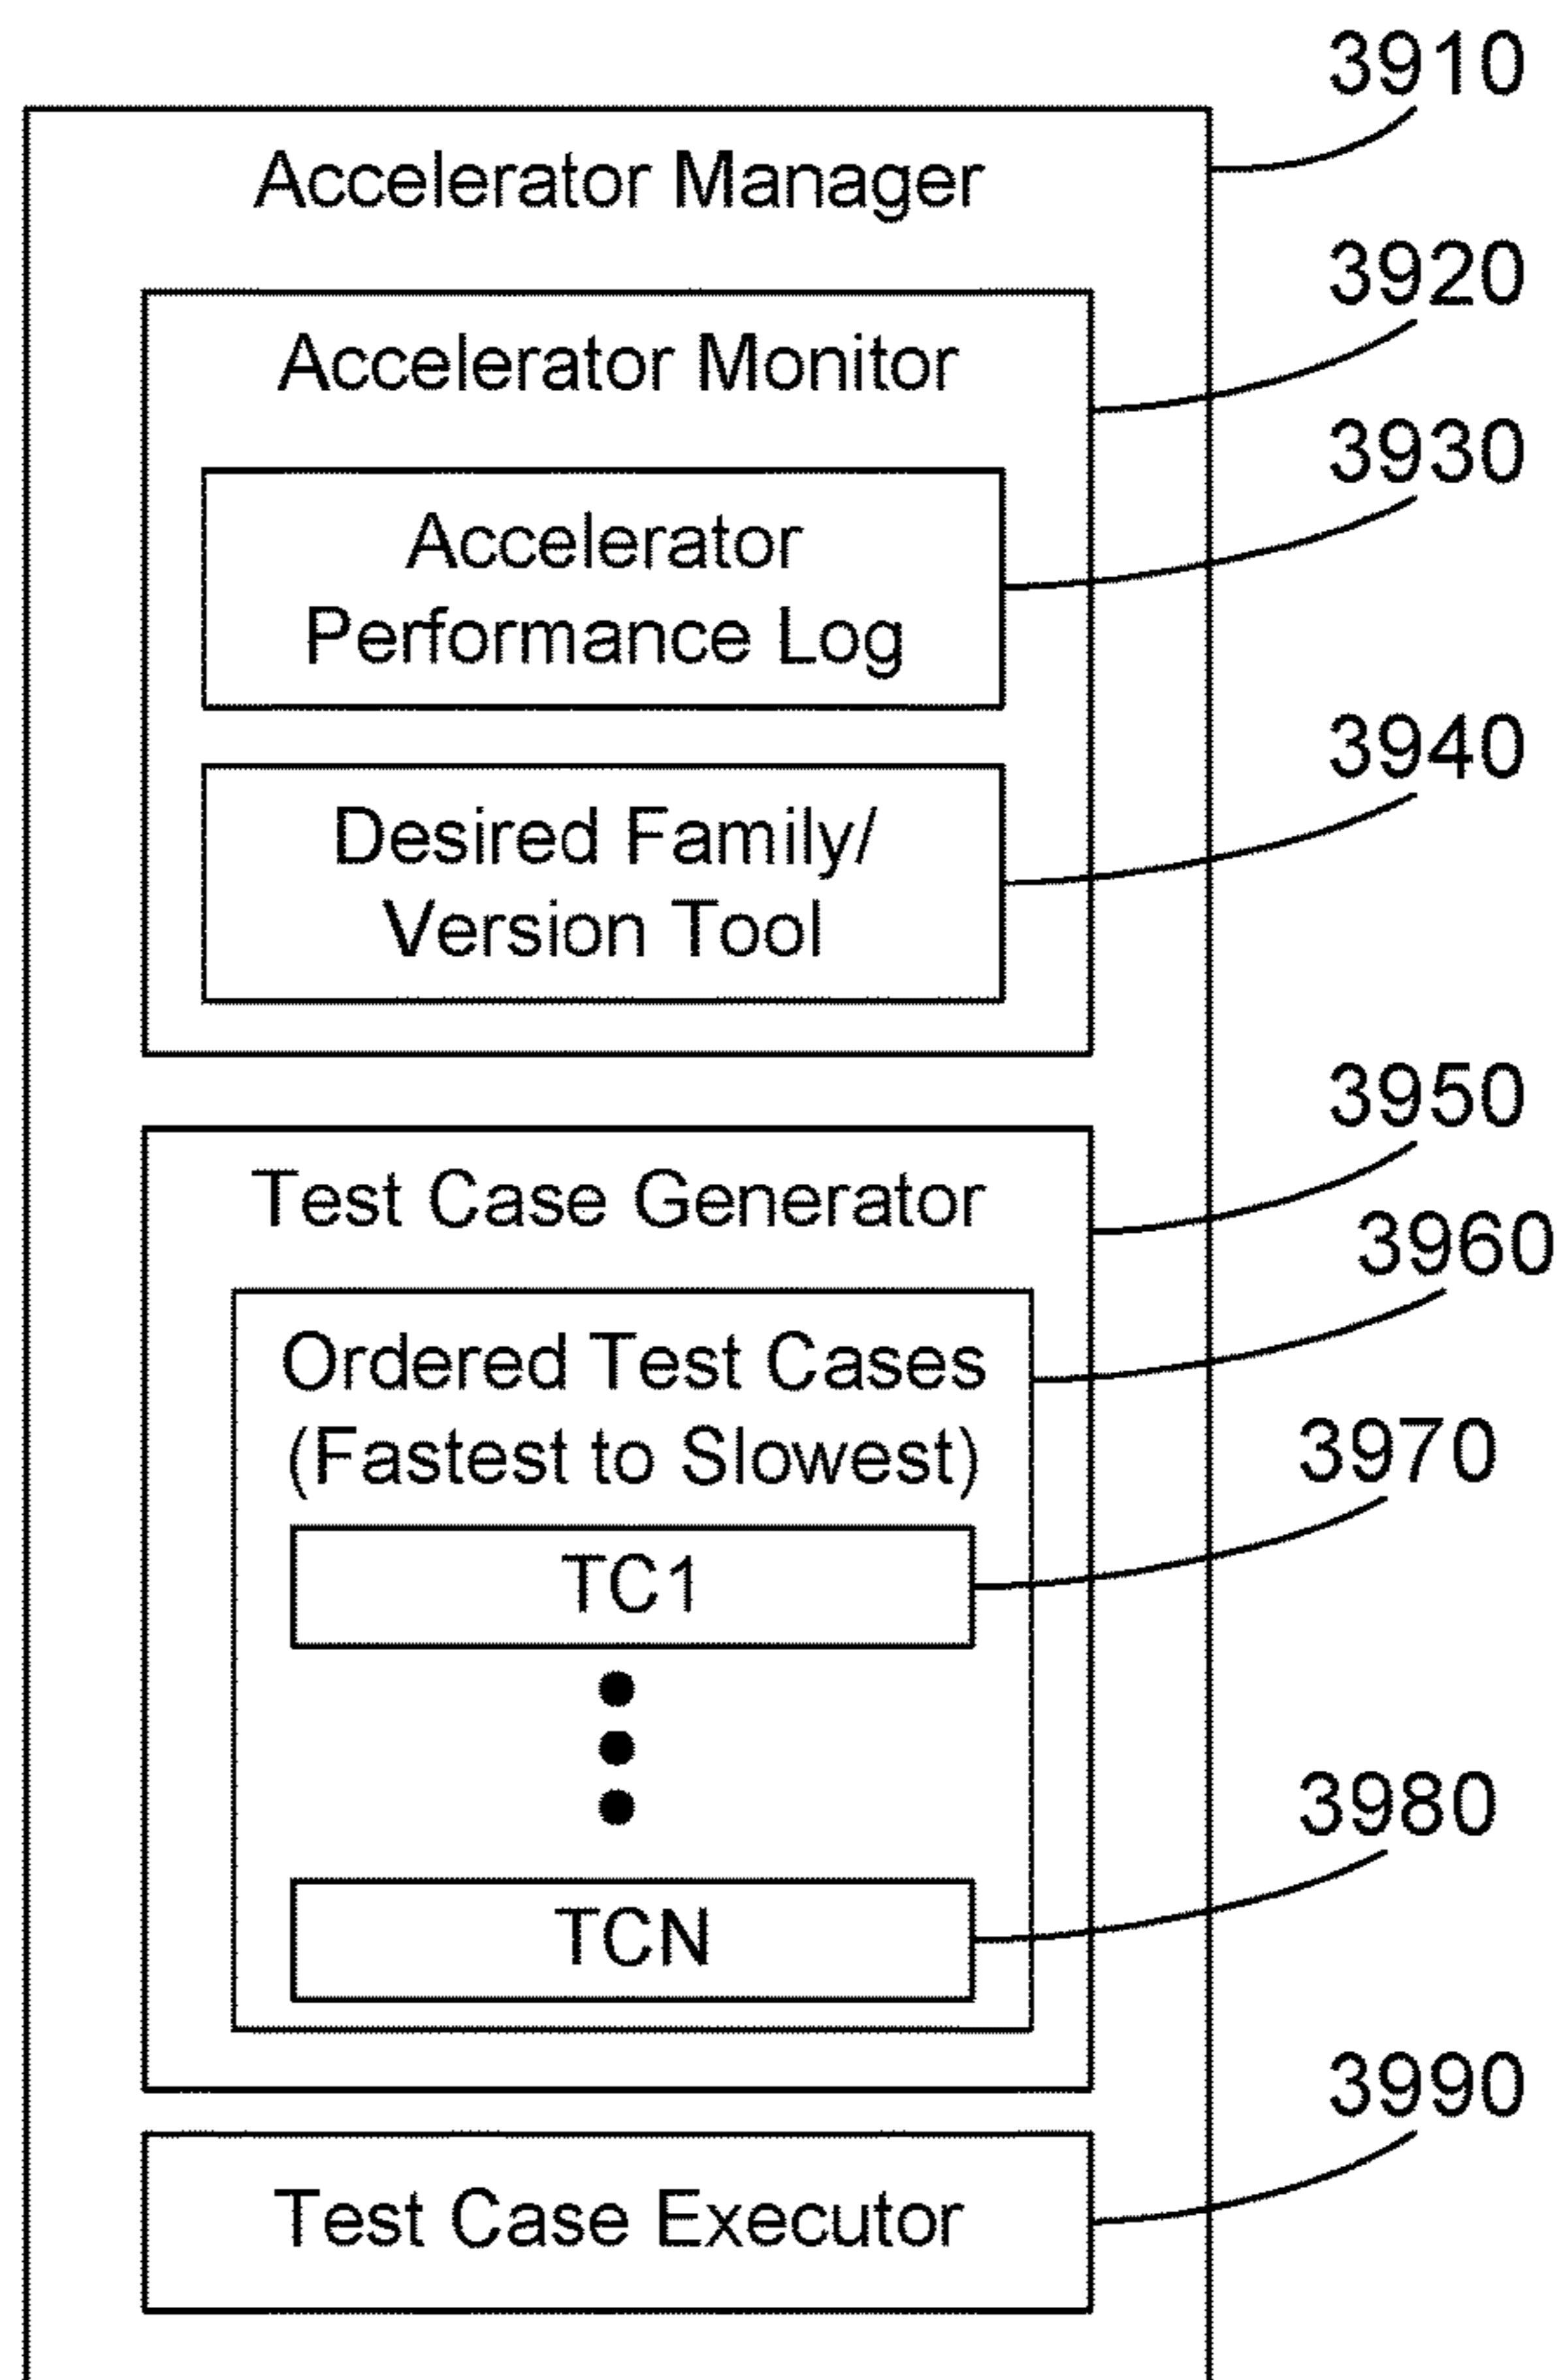 3910
Accelerator Manager
3920
Accelerator Monitor
3930
Accelerator
Performance Log
3940
Desired Family/
Version Tool
3950
Test Case Generator
3960
Ordered Test Cases
(Fastest to Slowest)
3970
TC1
3980
TCN
3990
Test Case Executor